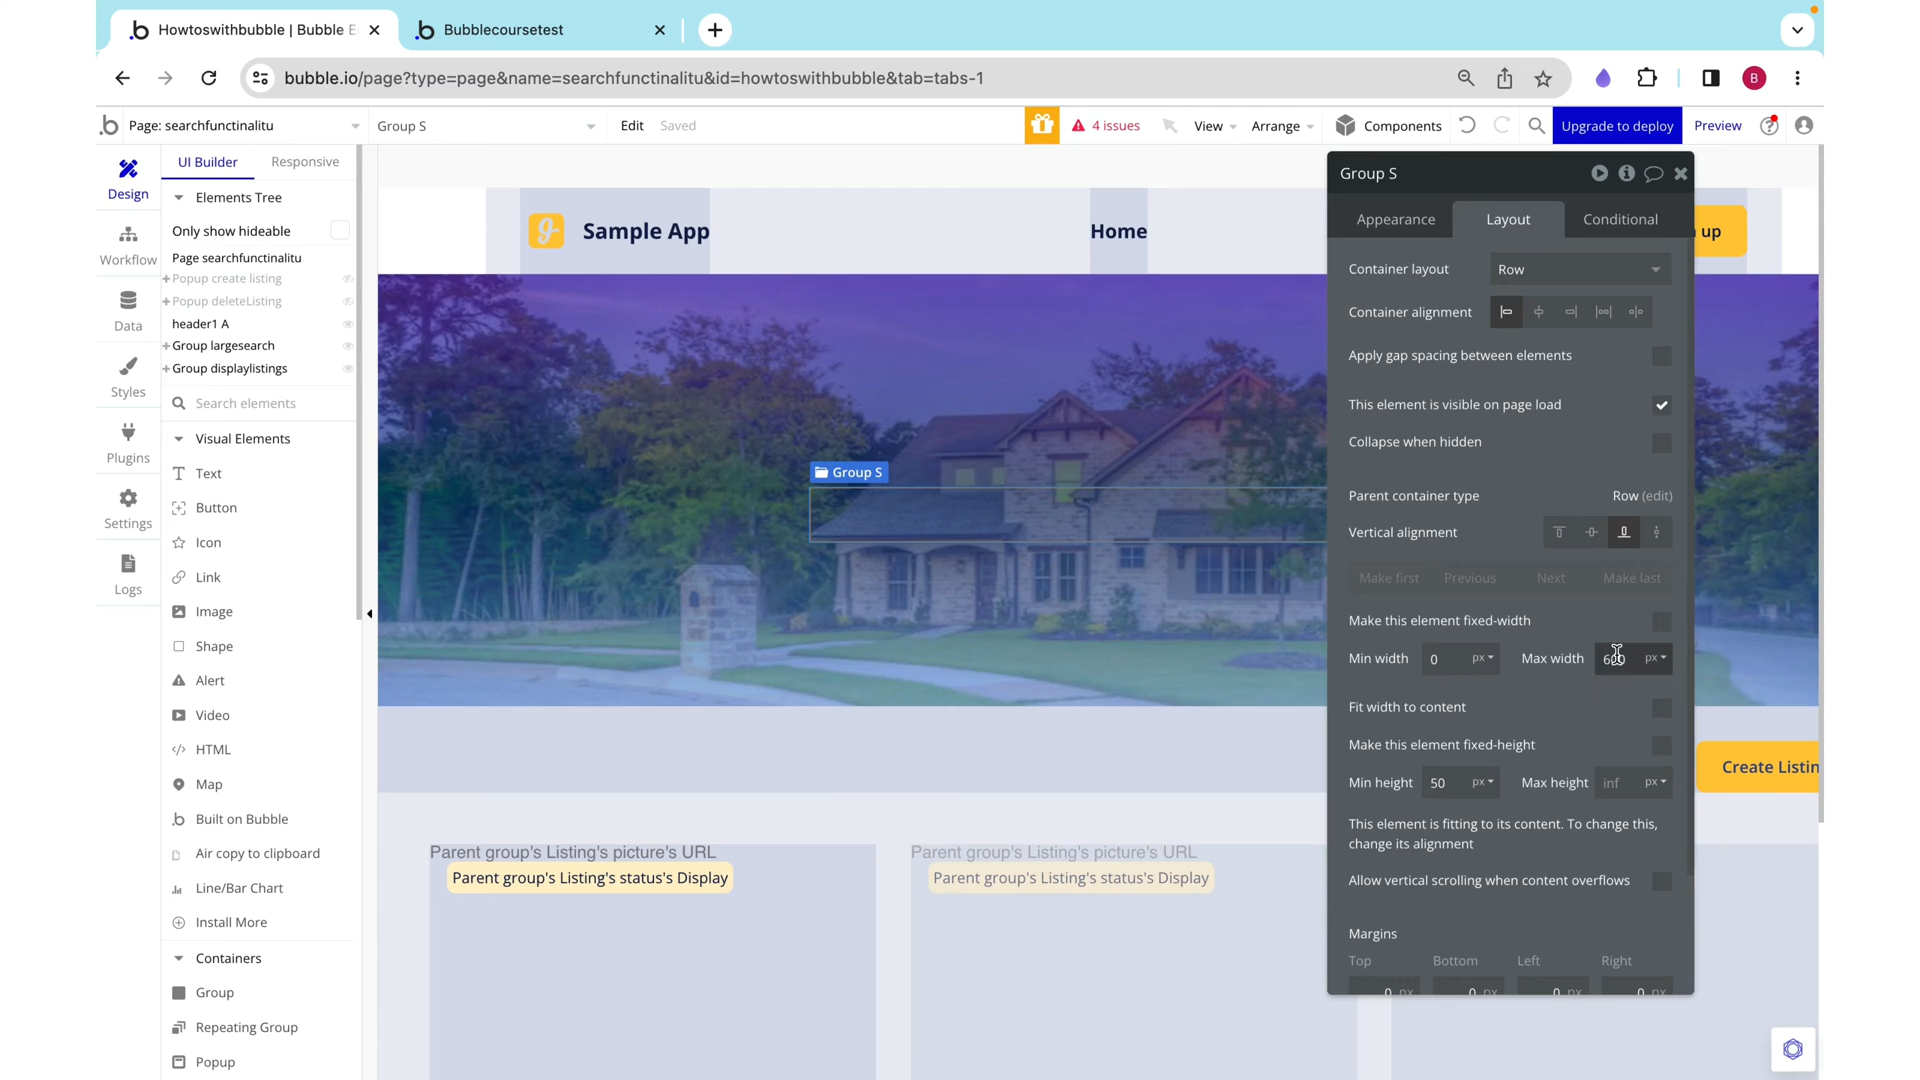 Howtoswithbubble | Bubble E
Bubblecoursetest
bubble.io/page?type=page&name=searchfunctinalitu&id=howtoswithbubble&tab=tabs-1
B
Page: searchfunctinalitu
Group S
Edit
Saved
4 issues
View
Arrange
Components
Upgrade to deploy
Preview
Design
Workflow
Data
Styles
Plugins
Settings
Logs
UI Builder
Responsive
Elements Tree
Only show hideable
Page searchfunctinalitu
+Popup create listing
+Popup deleteListing
header1 A
+Group largesearch
+Group displaylistings
Search elements
Visual Elements
Text
Button
Icon
Link
Image
Shape
Alert
Video
HTML
Map
Built on Bubble
Air copy to clipboard
Line/Bar Chart
Install More
Containers
Group
Repeating Group
Popup
Sample App
Home
up
Group S
Create Listin
Parent group's Listing's picture's URL
Parent group's Listing's status's Display
Parent group's Listing's picture's URL
Parent group's Listing's status's Display
Group S
Appearance
Layout
Conditional
Container layout Row
Container alignment
Apply gap spacing between elements
This element is visible on page load
Collapse when hidden
Parent container type Row (edit)
Vertical alignment
Make first Previous Next Make last
Make this element fixed-width
Min width 0 px Max width px
Fit width to content
Make this element fixed-height
Min height 50 px Max height inf px
This element is fitting to its content. To change this,
change its alignment
Allow vertical scrolling when content overflows
Margins
Top Bottom Left Right
0 px 0 px 0 px 0 px